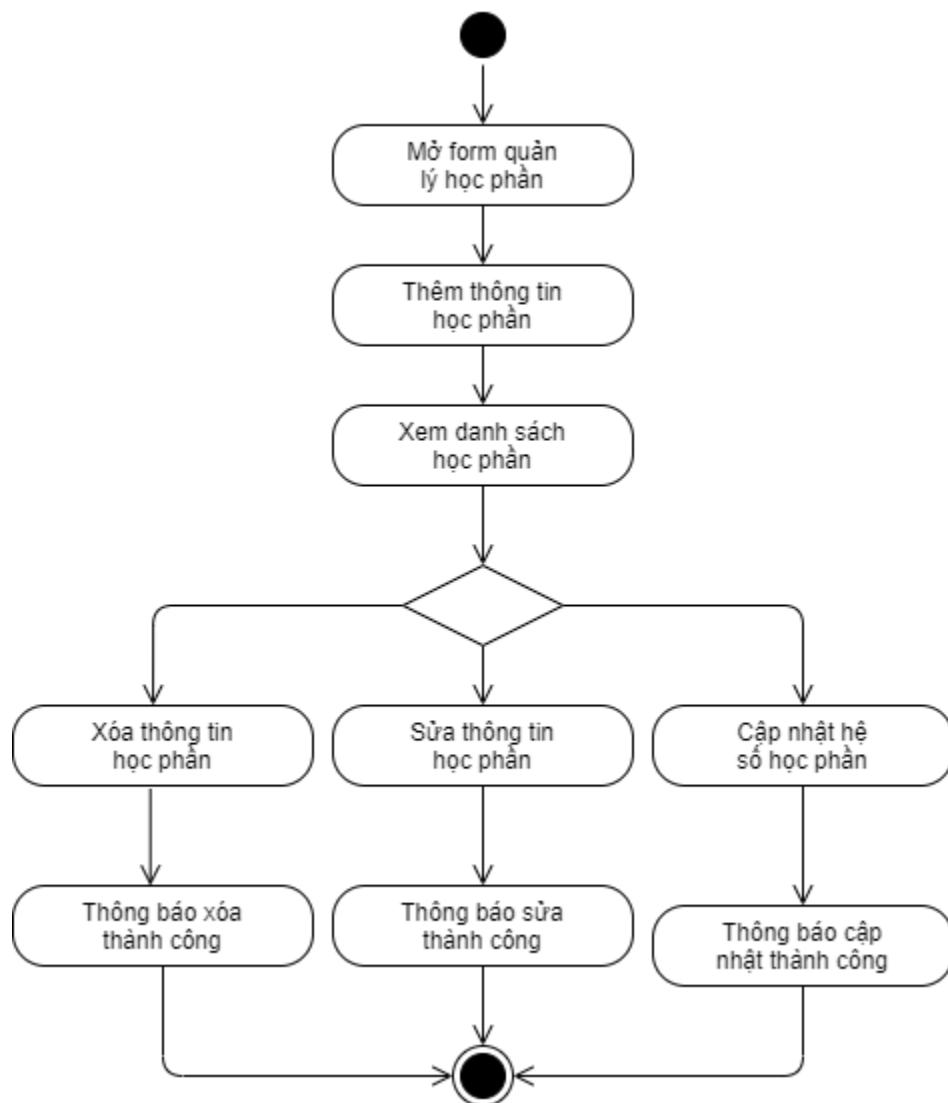 Mở form quản
lý học phần
Thêm thông tin
học phần
Xem danh sách
học phần
Xóa thông tin
học phần
Sửa thông tin
học phần
Cập nhật hệ
số học phần
Thông báo xóa
thành công
Thông báo sửa
thành công
Thông báo cập
nhật thành công